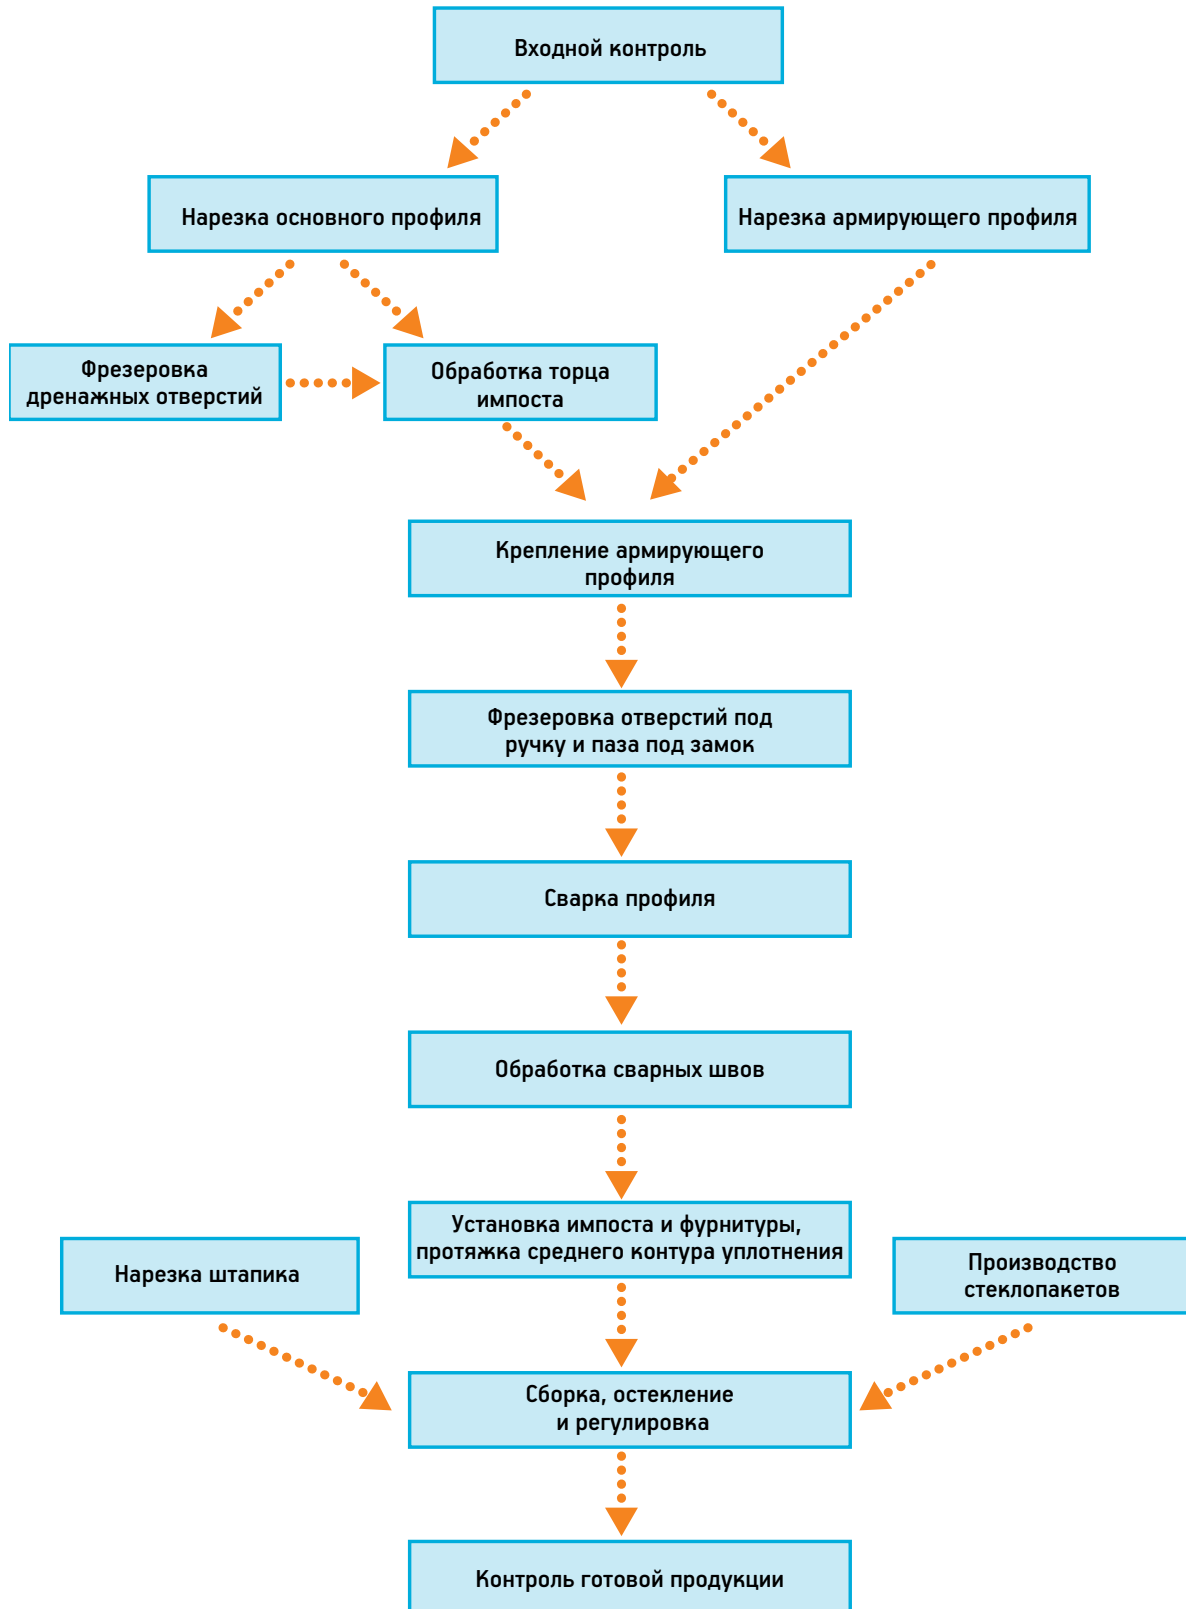 Входной контроль
Нарезка основного профиля
Нарезка армирующего профиля
Фрезеровка
дренажных отверстий
Обработка торца
импоста
Крепление армирующего
профиля
Фрезеровка отверстий под
ручку и паза под замок
Сварка профиля
Обработка сварных швов
Установка импоста и фурнитуры,
протяжка среднего контура уплотнения
Нарезка штапика
Производство
стеклопакетов
Сборка, остекление
и регулировка
Контроль готовой продукции